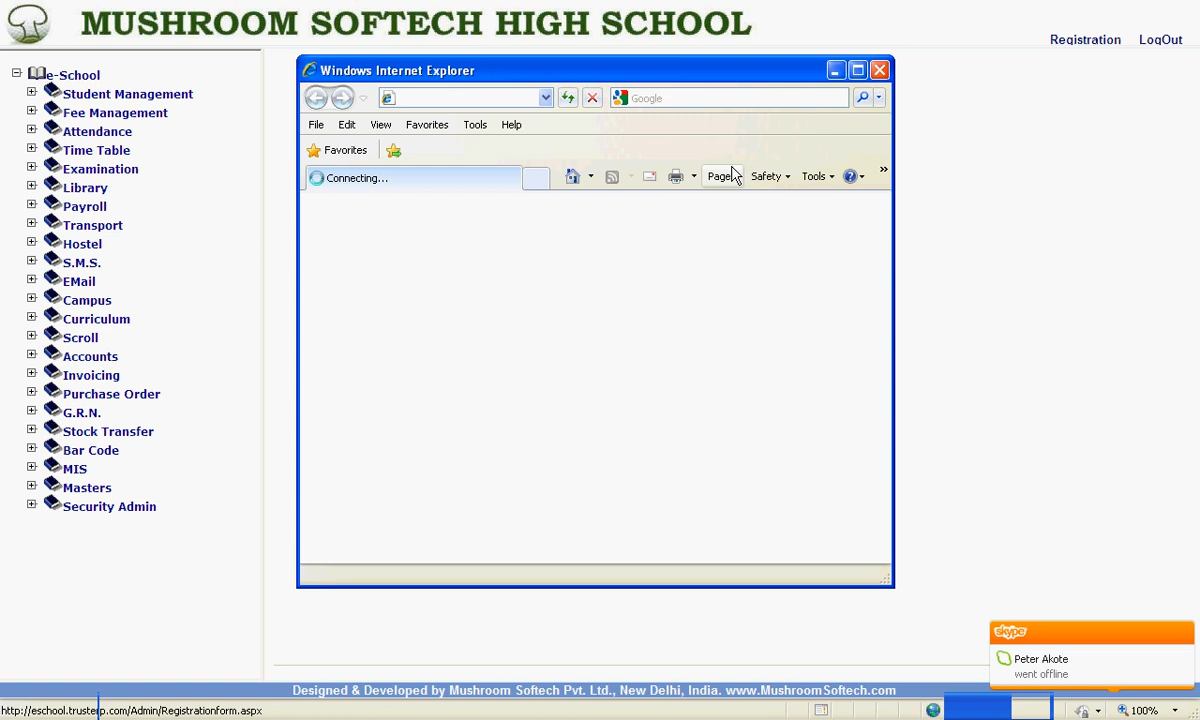 MUSHROOM SOFTECH HIGH SCHOOL
Registration LogOut
e-School
Student Management
Fee Management
Attendance
Time Table
Examination
Library
Payroll
Transport
Hostel
S.M.S.
EMail
Campus
Curriculum
Scroll
Accounts
Invoicing
Purchase Order
G.R.N.
Stock Transfer
Bar Code
MIS
Masters
Security Admin
Windows Internet Explorer
Google
File Edit View Favorites Tools Help
Favorites
Connecting...
Page Safety Tools »
skype
Peter Akote
went offline
Designed & Developed by Mushroom Softech Pvt. Ltd., New Delhi, India. www.MushroomSoftech.com
http://eschool.trusterp.com/Admin/Registrationform.aspx
100%